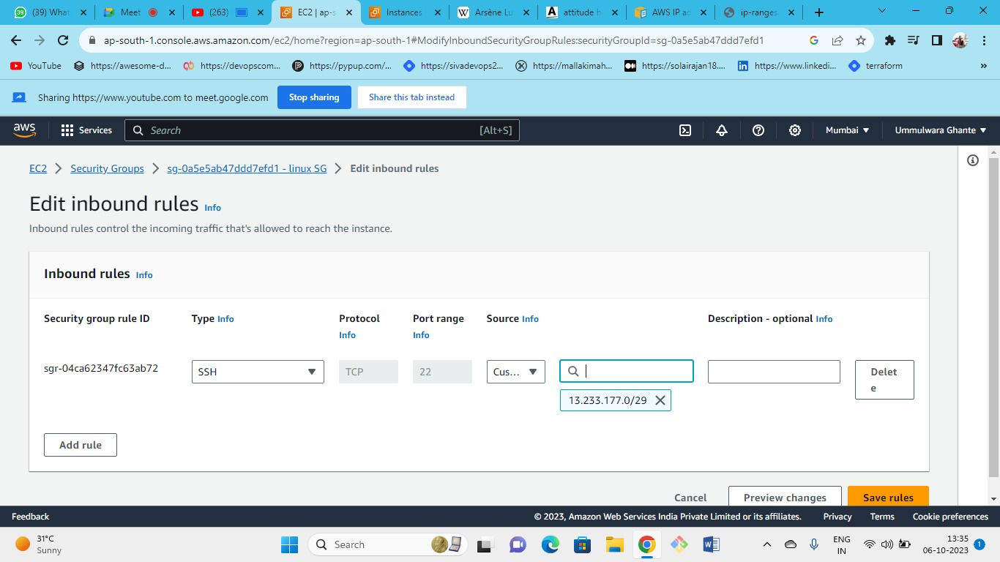 (39) What
Meet
(263)
EC2 | ap-s
Instances
Arsène Lu
attitude h
AWS IP ad
ip-ranges
ap-south-1.console.aws.amazon.com/ec2/home?region=ap-south-1#ModifyInboundSecurityGroupRules:securityGroupId=sg-0a5e5ab47ddd7efd1
YouTube
https://awesome-d...
https://devopscom...
https://pypup.com/...
https://sivadevops2...
https://mallakimah...
https://solairajan18....
https://www.linkedi...
terraform
»
Sharing https://www.youtube.com to meet.google.com
Stop sharing
Share this tab instead
aws
Services
Search
[Alt+S]
Mumbai
Ummulwara Ghante
EC2
Security Groups
sg-0a5e5ab47ddd7efd1 - linux SG
Edit inbound rules
Edit inbound rules Info
Inbound rules control the incoming traffic that's allowed to reach the instance.
Inbound rules Info
Security group rule ID
Type Info
Protocol
Info
Port range
Info
Source Info
Description - optional Info
sgr-04ca62347fc63ab72
SSH
TCP
22
Cus...
13.233.177.0/29
Delet
e
Add rule
Cancel
Preview changes
Save rules
Feedback
© 2023, Amazon Web Services India Private Limited or its affiliates.
Privacy
Terms
Cookie preferences
31°C
Sunny
Search
ENG
IN
13:35
06-10-2023
1